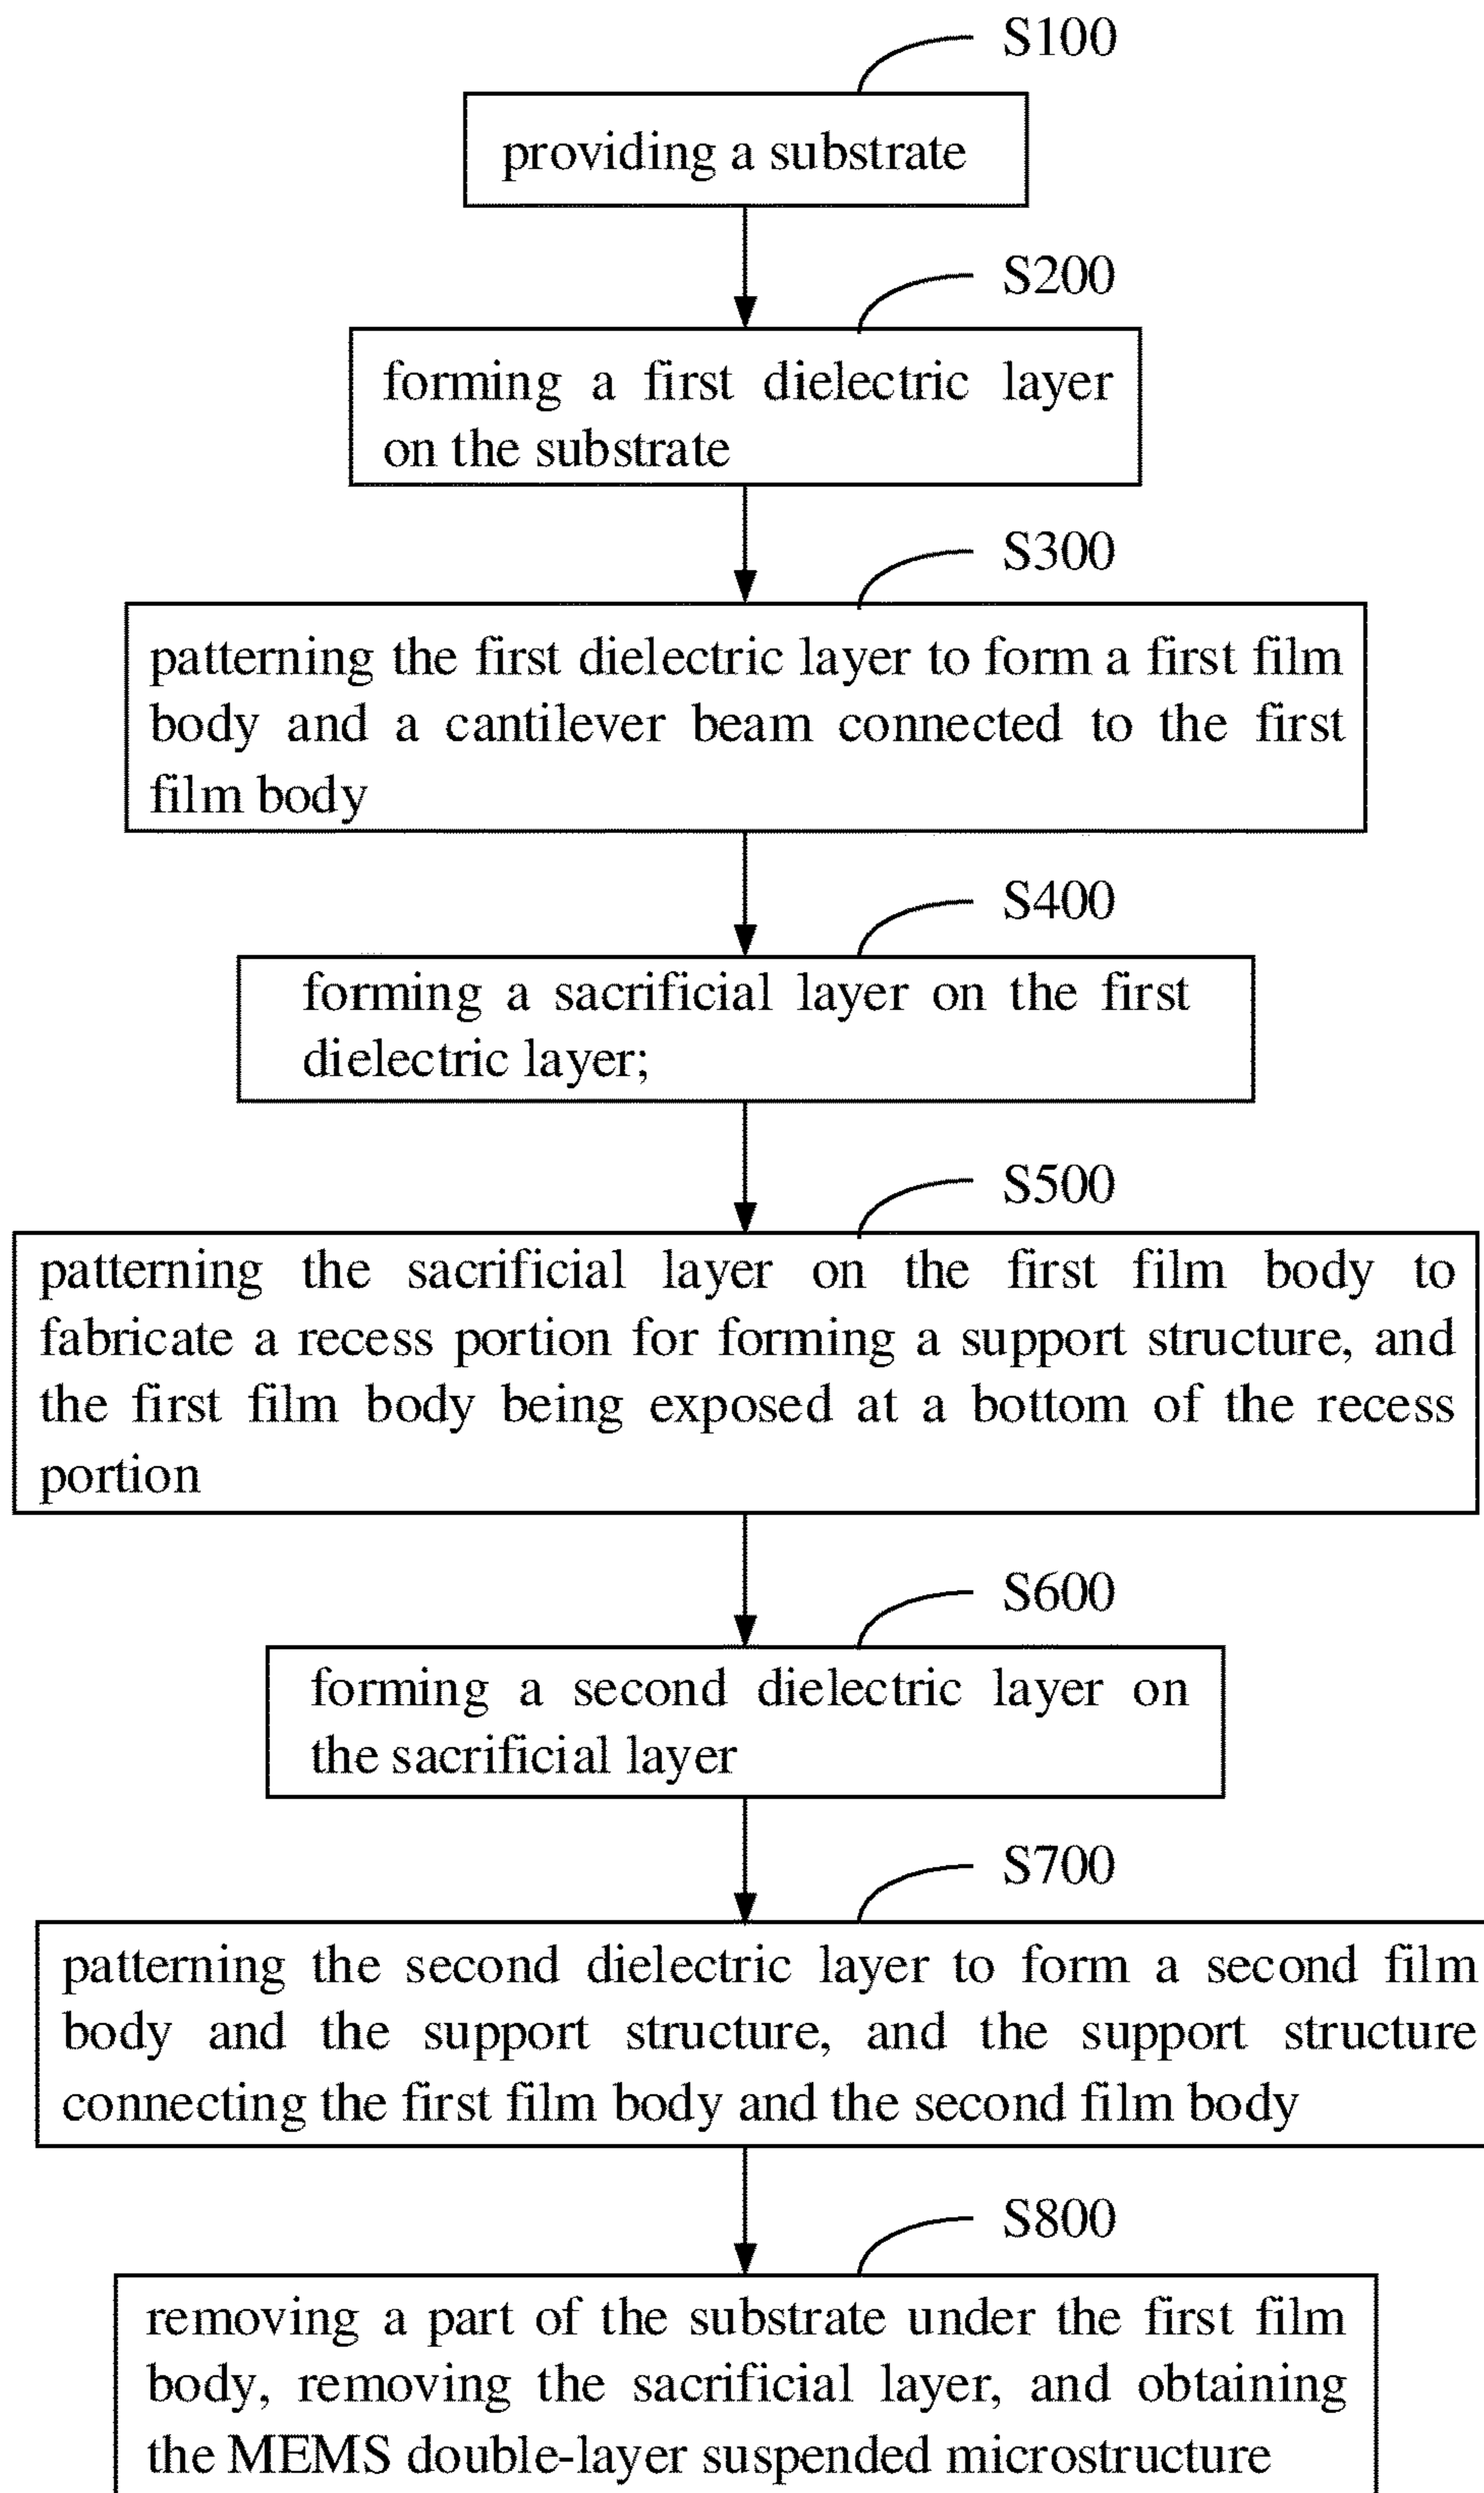 S100
providing a substrate
S200
forming a first dielectric layer
on the substrate
S300
patterning the first dielectric layer to form a first film
body and a cantilever beam connected to the first
film body
S400
forming a sacrificial layer on the first
dielectric layer;
S500
patterning the sacrificial layer on the first film body to
fabricate a recess portion for forming a support structure, and
the first film body being exposed at a bottom of the recess
portion
S600
forming a second dielectric layer on
the sacrificial layer
S700
patterning the second dielectric layer to form a second film
body and the support structure, and the support structure
connecting the first film body and the second film body
S800
removing a part of the substrate under the first film
body, removing the sacrificial layer, and obtaining
the MEMS double-layer suspended microstructure